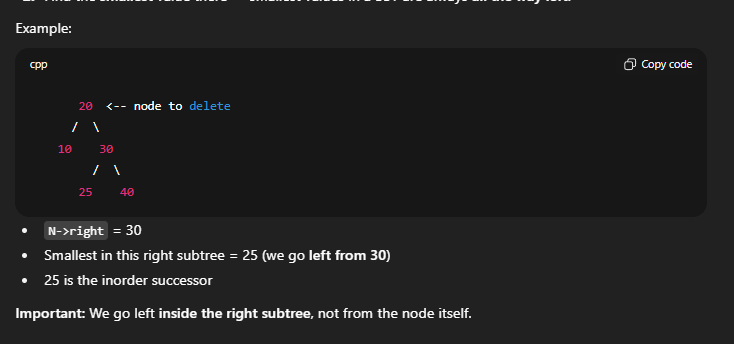 Example:
cpp
Copy code
20 <-- node to delete
/ \
10 30
/ \
25 40
N->right = 30
Smallest in this right subtree = 25 (we go left from 30)
25 is the inorder successor
Important: We go left inside the right subtree, not from the node itself.